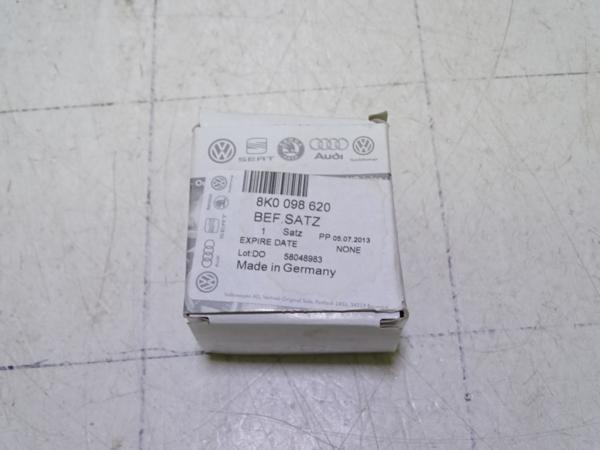 SEAT
Audi
8K0 098 620
BEF.SATZ
1 Satz PP 05.07.2013
EXPIRE DATE NONE
Lot:DO 58048983
Made in Germany